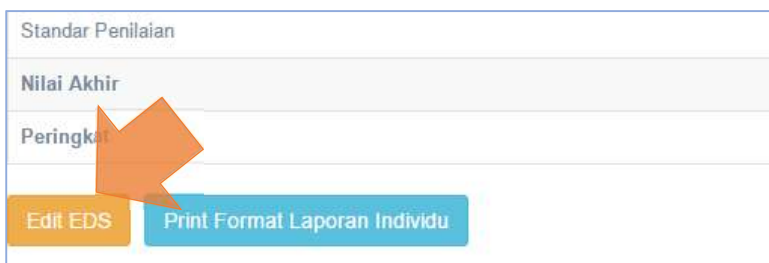 Standar Penilaian
Nilai Akhir
Peringkat
Edit EDS Print Format Laporan Individu